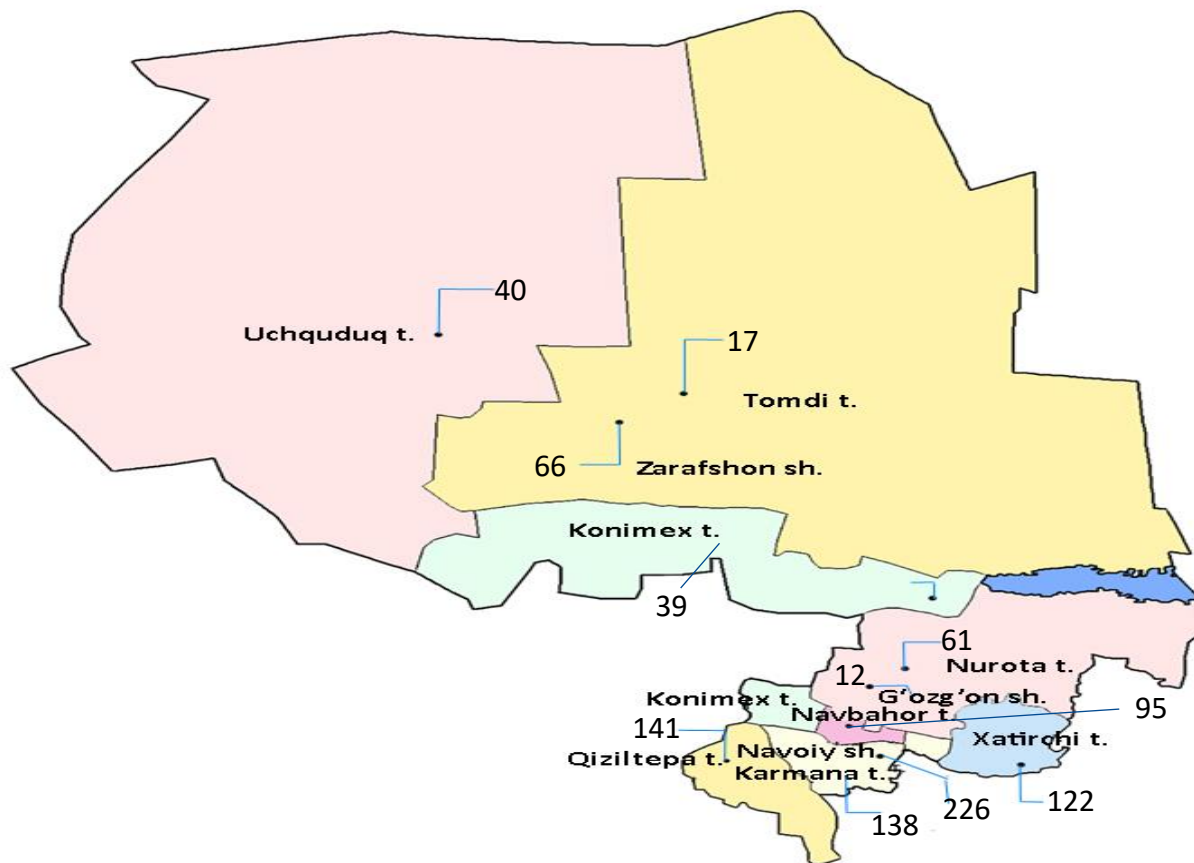 40
Uchquduq t.
17
Tomdi t.
66
Zarafshon sh.
Konimex t.
39
61
Nurota t.
12
G‘ozg‘on sh.
Konimex t.
Navbahor t.
95
141
Xatirchi t.
Qiziltepa t.
Navoiy sh.
Karmana t.
226
122
138